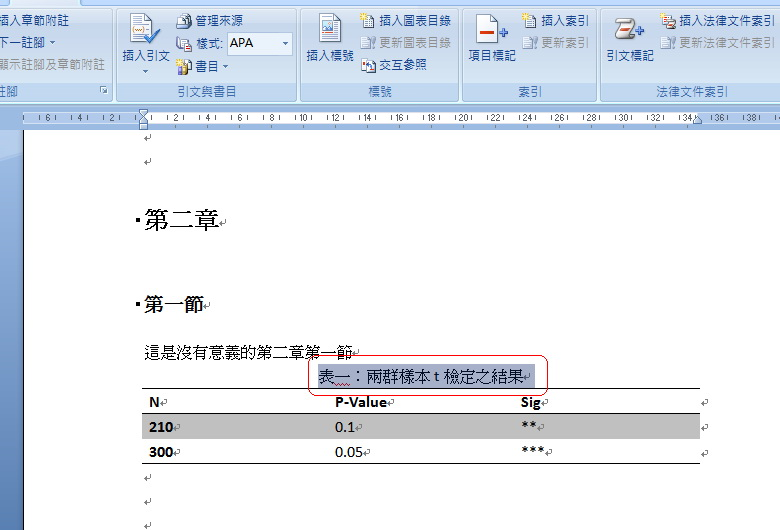 插入章節附註
下一註腳
顯示註腳及章節附註
註腳
插入引文
管理來源
樣式: APA
書目
引文與書目
插入標號
插入圖表目錄
更新圖表目錄
交互參照
標號
項目標記
插入索引
更新索引
索引
引文標記
插入法律文件索引
更新法律文件索引
法律文件索引
6 4 2 2 4 6 8 10 12 14 16 18 20 22 24 26 28 30 32 34 36 38
第二章
第一節
這是沒有意義的第二章第一節
表一：兩群樣本 t 檢定之結果
N P-Value Sig
210 0.1 **
300 0.05 ***